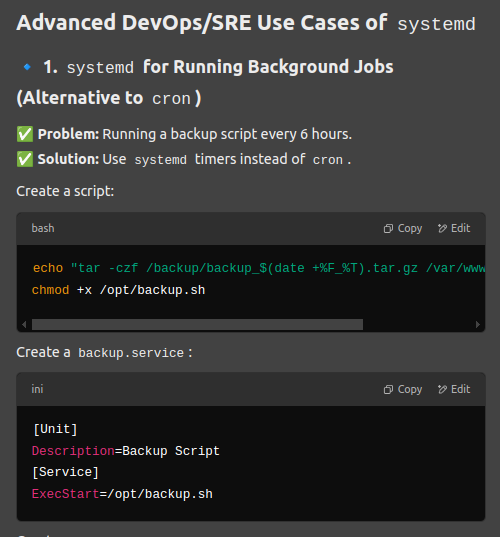 Advanced DevOps/SRE Use Cases of systemd
1. systemd for Running Background Jobs
(Alternative to cron)
Problem: Running a backup script every 6 hours.
Solution: Use systemd timers instead of cron.
Create a script:
bash Copy Edit
echo "tar -czf /backup/backup_$(date +%F_%T).tar.gz /var/www
chmod +x /opt/backup.sh
Create a backup.service:
ini Copy Edit
[Unit]
Description=Backup Script
[Service]
ExecStart=/opt/backup.sh